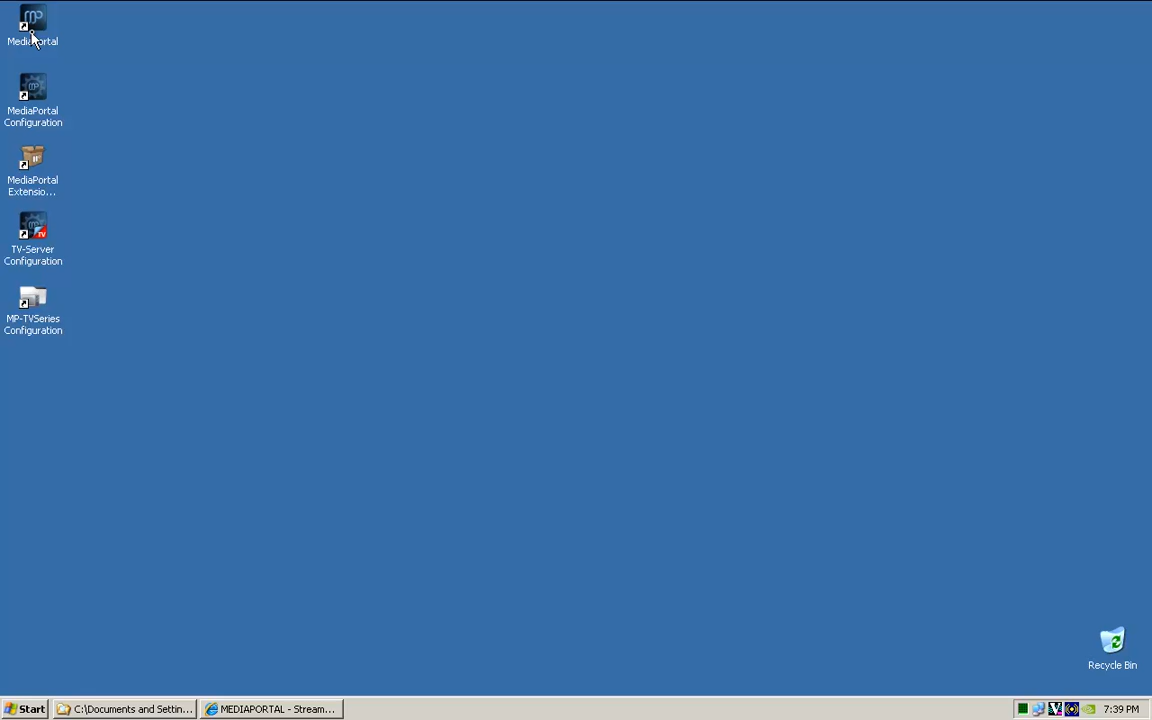 MediaPortal
MediaPortal
Configuration
MediaPortal
Extensio...
TV-Server
Configuration
MP-TVSeries
Configuration
Recycle Bin
Start
C:\Documents and Settin...
MEDIAPORTAL - Stream...
7:39 PM